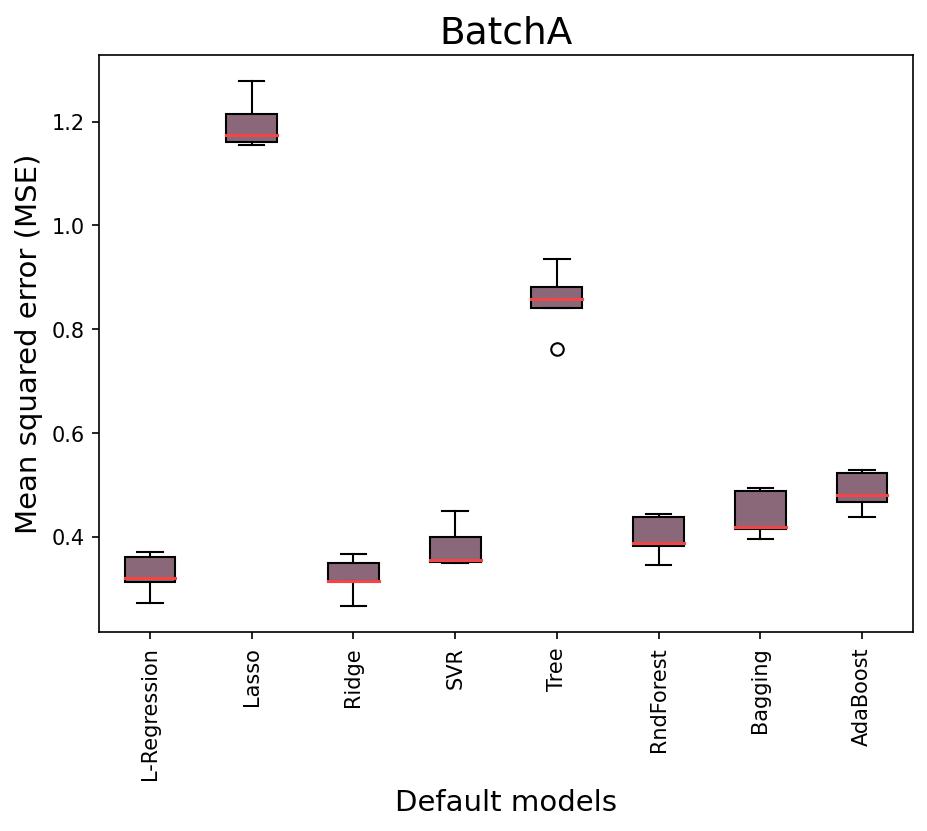 BatchA
Mean squared error (MSE)
1.2
1.0
0.8
0.6
0.4
L-Regression
Lasso
Ridge
SVR
Tree
RndForest
Bagging
AdaBoost
Default models